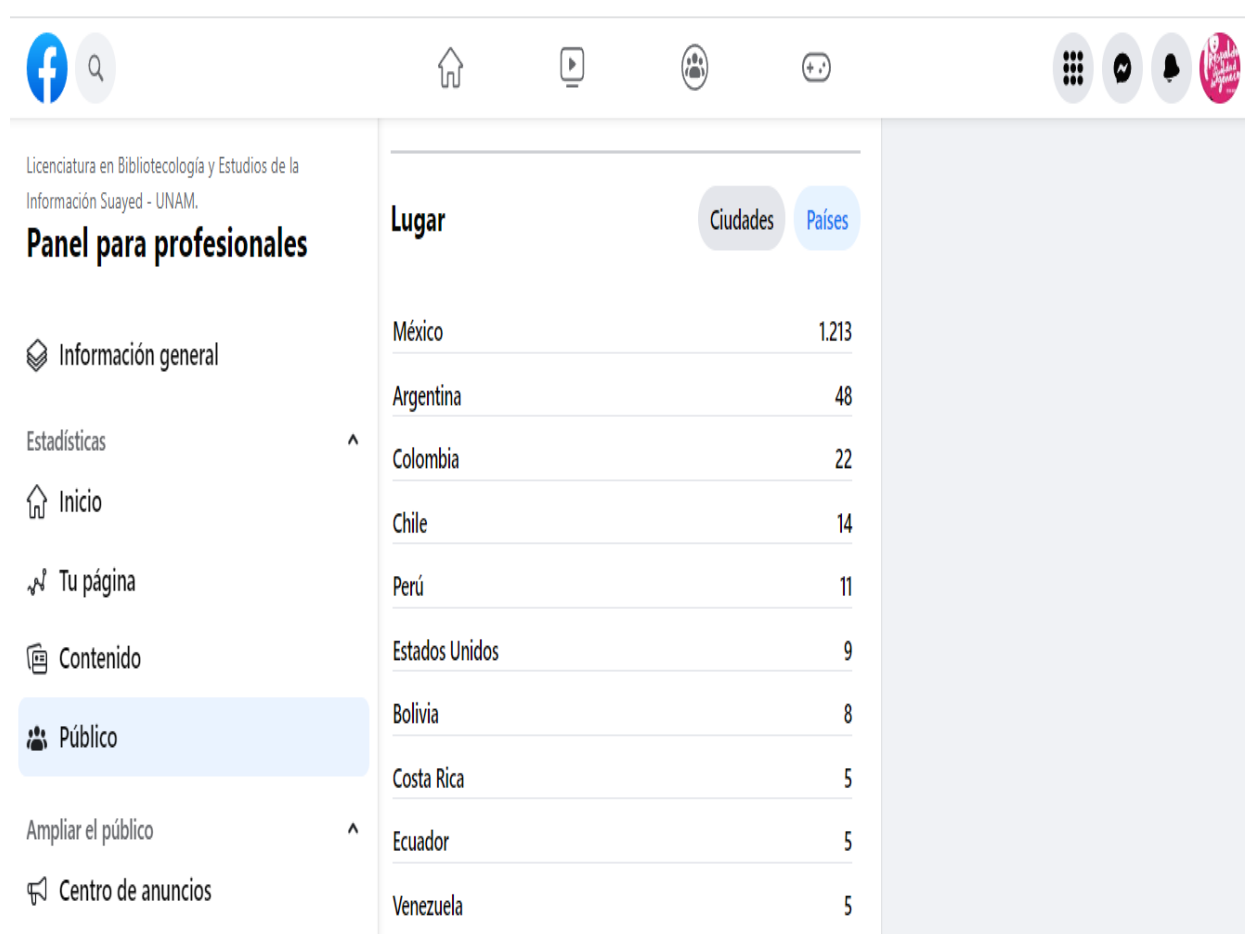 Licenciatura en Bibliotecología y Estudios de la
Información Suayed - UNAM.
Panel para profesionales
Información general
Estadísticas
Inicio
Tu página
Contenido
Público
Ampliar el público
Centro de anuncios
Lugar
Ciudades
Países
México 1.213
Argentina 48
Colombia 22
Chile 14
Perú 11
Estados Unidos 9
Bolivia 8
Costa Rica 5
Ecuador 5
Venezuela 5